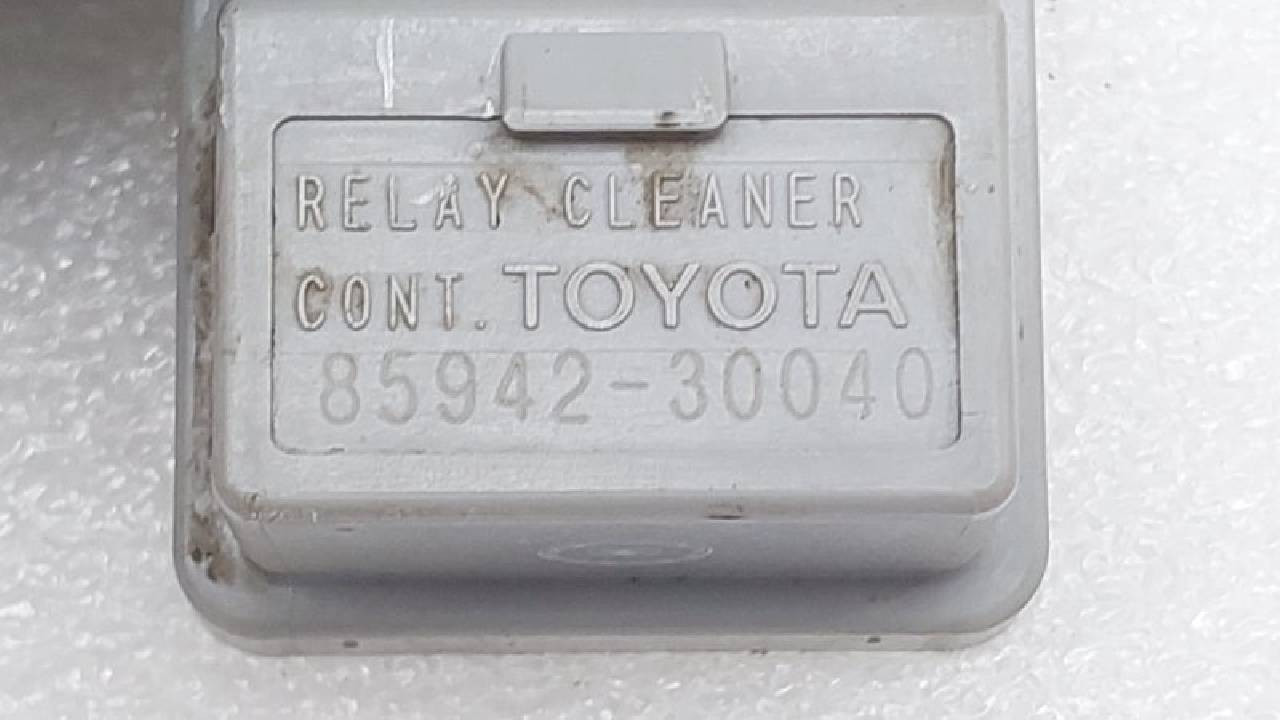 RELAY CLEANER
CONT. TOYOTA
85942-30040